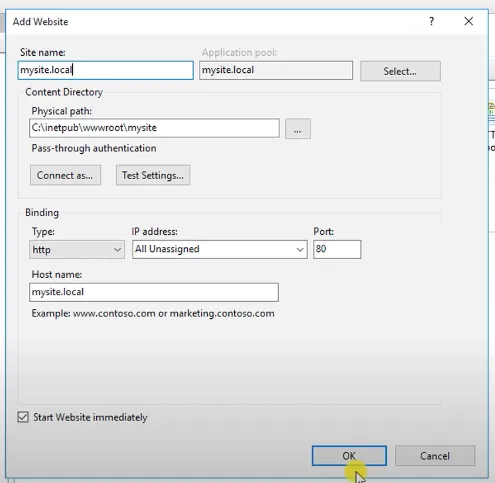 Add Website
? ×
Site name: Application pool:
mysite.local mysite.local Select...
Content Directory
Physical path:
C:\inetpub\wwwroot\mysite ...
Pass-through authentication
Connect as... Test Settings...
Binding
Type: IP address: Port:
http All Unassigned 80
Host name:
mysite.local
Example: www.contoso.com or marketing.contoso.com
Start Website immediately
OK Cancel